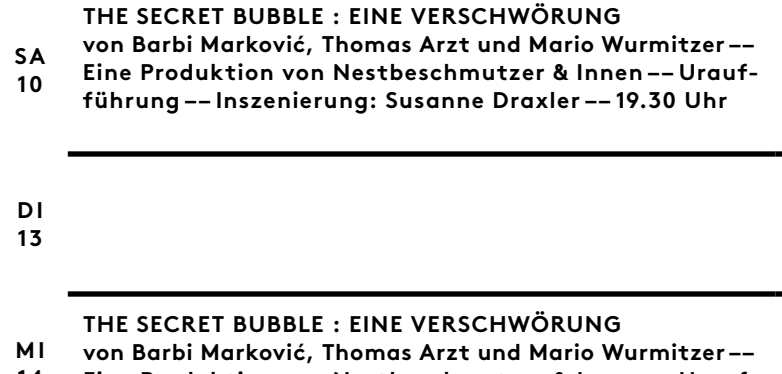 THE SECRET BUBBLE : EINE VERSCHWÖRUNG
SA
von Barbi Marković, Thomas Arzt und Mario Wurmitzer ––
10
Eine Produktion von Nestbeschmutzer & Innen –– Urauf-
führung –– Inszenierung: Susanne Draxler –– 19.30 Uhr
DI
13
THE SECRET BUBBLE : EINE VERSCHWÖRUNG
MI
von Barbi Marković, Thomas Arzt und Mario Wurmitzer ––